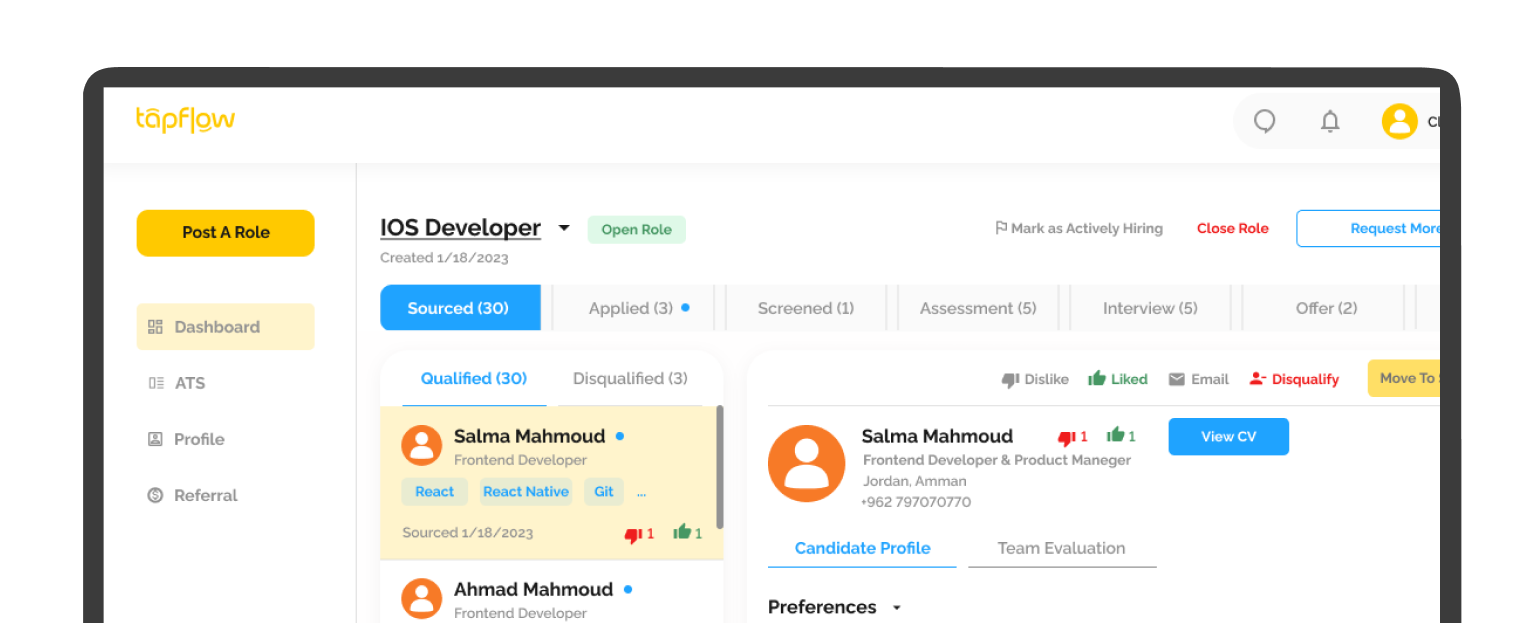 tapflow
Cl
Post A Role
Dashboard
ATS
Profile
Referral
IOS Developer
Open Role
Created 1/18/2023
Mark as Actively Hiring
Close Role
Request More
Sourced (30)
Applied (3)
Screened (1)
Assessment (5)
Interview (5)
Offer (2)
Qualified (30)
Disqualified (3)
Salma Mahmoud
Frontend Developer
React
React Native
Git
...
Sourced 1/18/2023
1
1
Ahmad Mahmoud
Frontend Developer
Dislike
Liked
Email
Disqualify
Move To
Salma Mahmoud
1
1
View CV
Frontend Developer & Product Maneger
Jordan, Amman
+962 797070770
Candidate Profile
Team Evaluation
Preferences